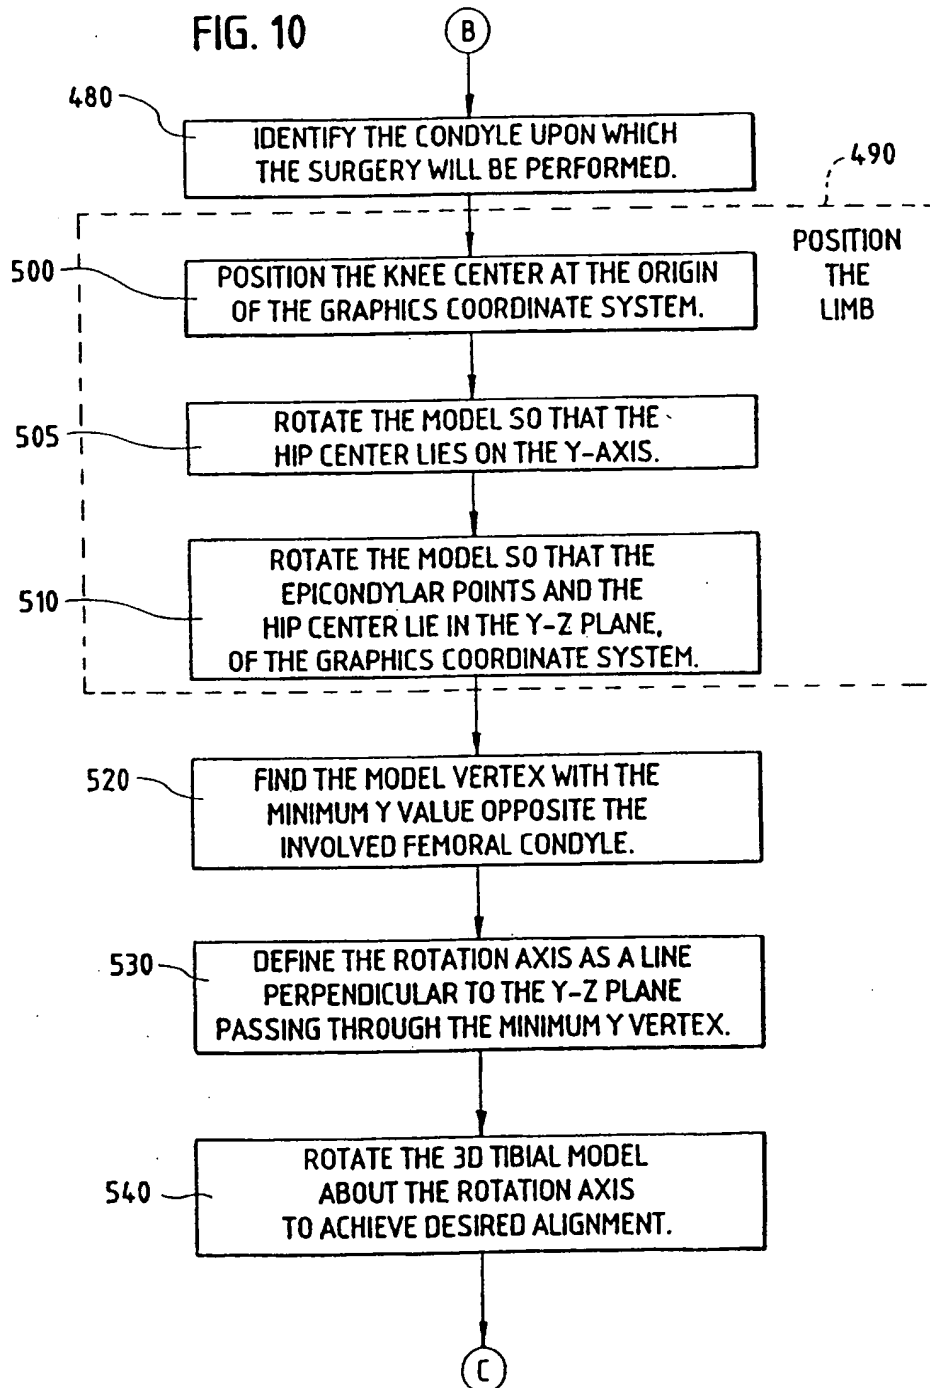 FIG. 10
B
480
IDENTIFY THE CONDYLE UPON WHICH
THE SURGERY WILL BE PERFORMED.
490
POSITION
THE
LIMB
500
POSITION THE KNEE CENTER AT THE ORIGIN
OF THE GRAPHICS COORDINATE SYSTEM.
505
ROTATE THE MODEL SO THAT THE
HIP CENTER LIES ON THE Y-AXIS.
510
ROTATE THE MODEL SO THAT THE
EPICONDYLAR POINTS AND THE
HIP CENTER LIE IN THE Y-Z PLANE,
OF THE GRAPHICS COORDINATE SYSTEM.
520
FIND THE MODEL VERTEX WITH THE
MINIMUM Y VALUE OPPOSITE THE
INVOLVED FEMORAL CONDYLE.
530
DEFINE THE ROTATION AXIS AS A LINE
PERPENDICULAR TO THE Y-Z PLANE
PASSING THROUGH THE MINIMUM Y VERTEX.
540
ROTATE THE 3D TIBIAL MODEL
ABOUT THE ROTATION AXIS
TO ACHIEVE DESIRED ALIGNMENT.
C